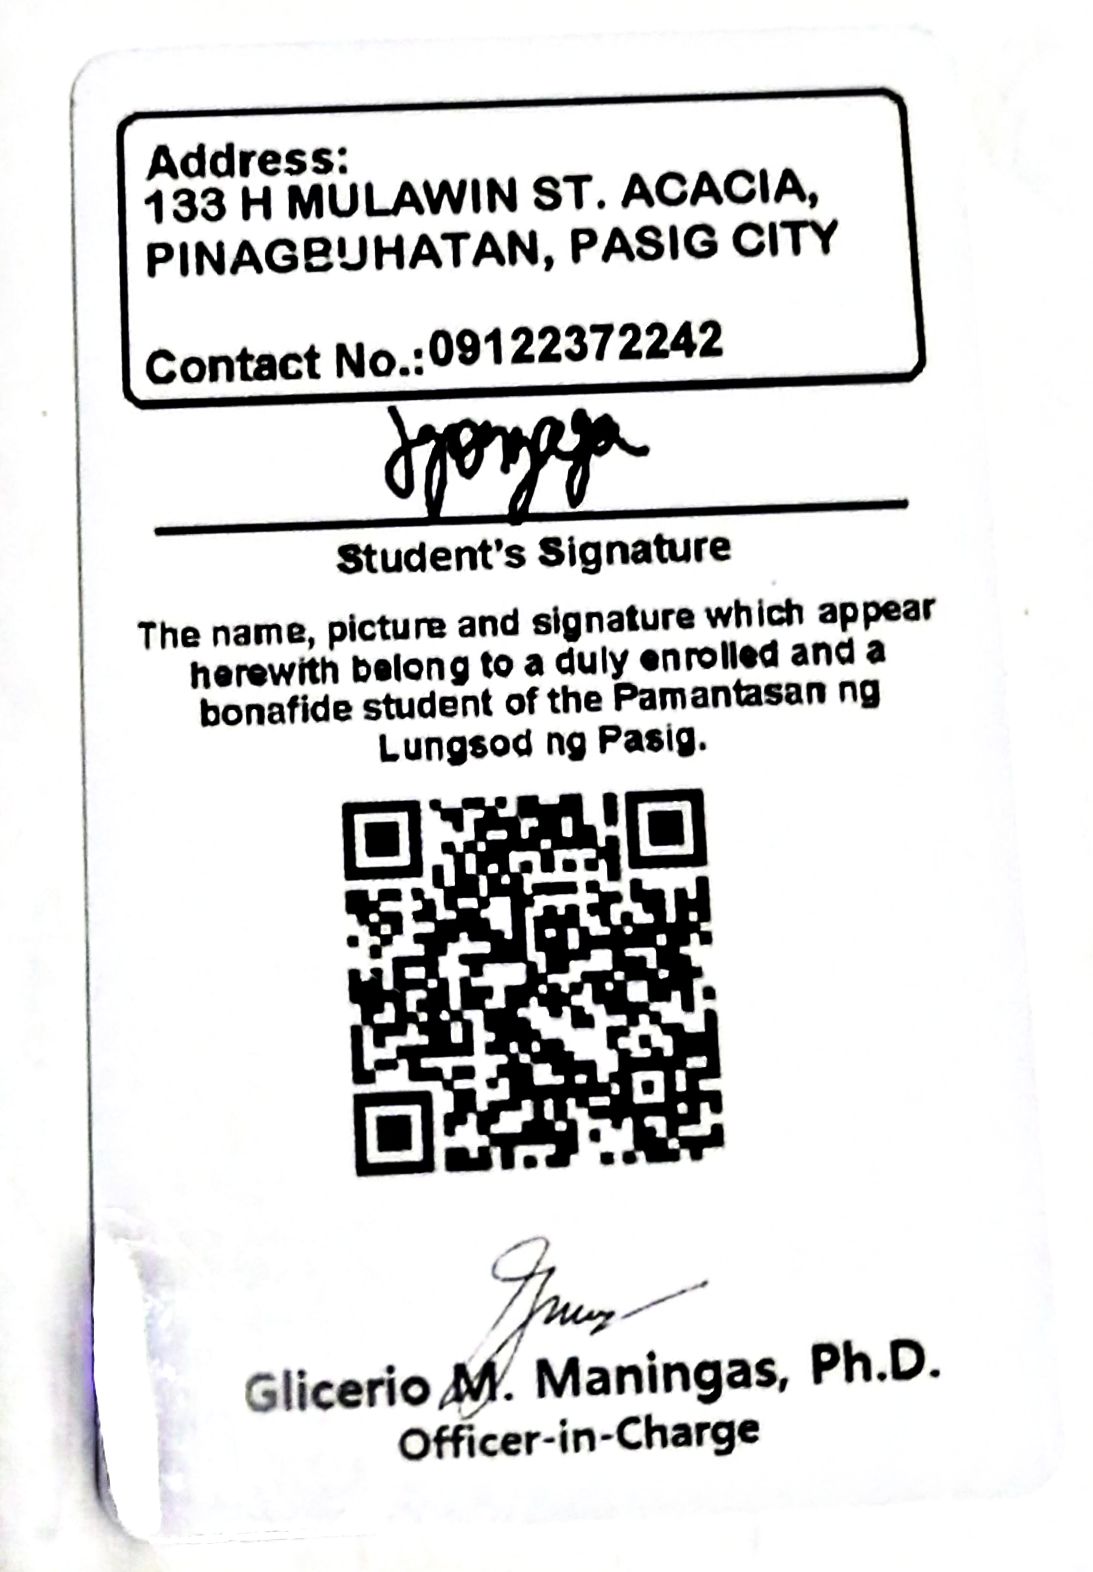 Address:
133 H MULAWIN ST. ACACIA,
PINAGBUHATAN, PASIG CITY
Contact No.:09122372242
Student's Signature
The name, picture and signature which appear
herewith belong to a duly enrolled and a
bonafide student of the Pamantasan ng
Lungsod ng Pasig.
Glicerio M. Maningas, Ph.D.
Officer-in-Charge